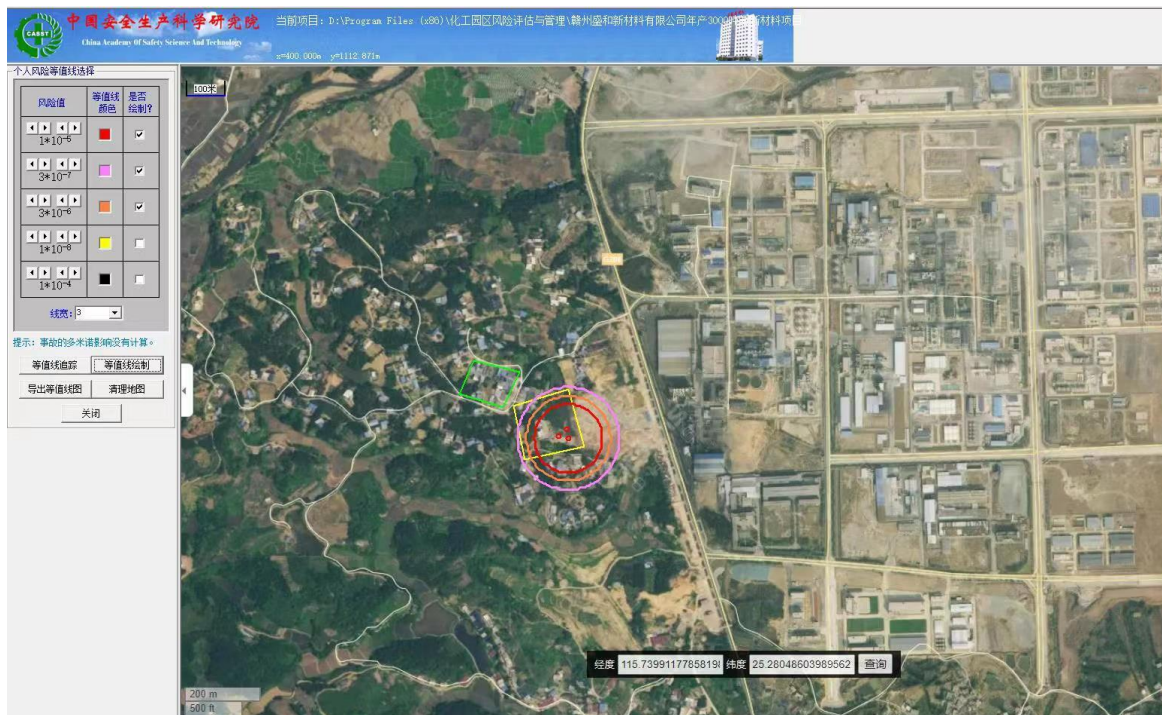 中国安全生产科学研究院
CASST
China Academy Of Safety Science And Technology
当前项目: D:\Program Files (x86)\化工园区风险评估与管理\赣州盛和新材料有限公司年产3000
材料项目
x=400.000m y=1112.871m
个人风险等值线选择
风险值
等值线颜色
是否绘制?
1*10-6
3*10-7
3*10-6
1*10-8
1*10-4
线宽: 3
提示: 事故的多米诺影响没有计算。
等值线追踪
等值线绘制
导出等值线图
清理地图
关闭
100米
经度 115.7399117785819 纬度 25.28048603989562 查询
200 m
500 ft